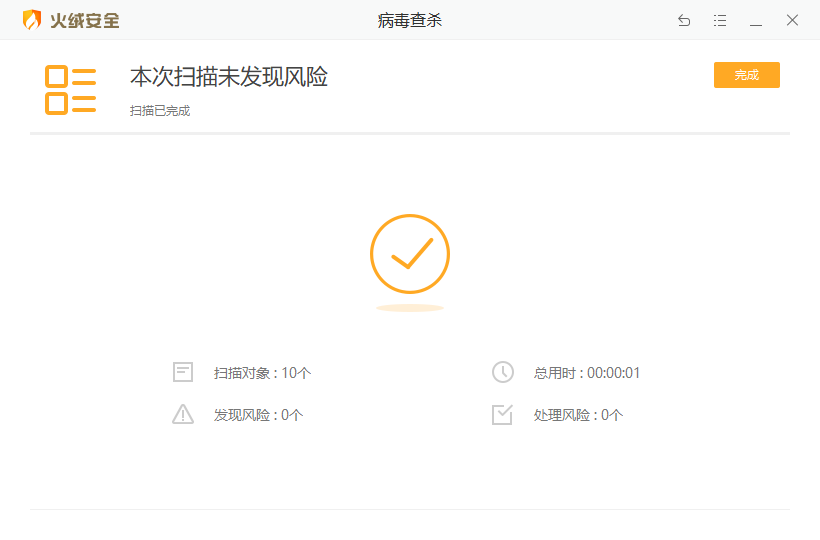 火绒安全
病毒查杀
本次扫描未发现风险
完成
扫描已完成
扫描对象 : 10个
总用时 : 00:00:01
发现风险 : 0个
处理风险 : 0个